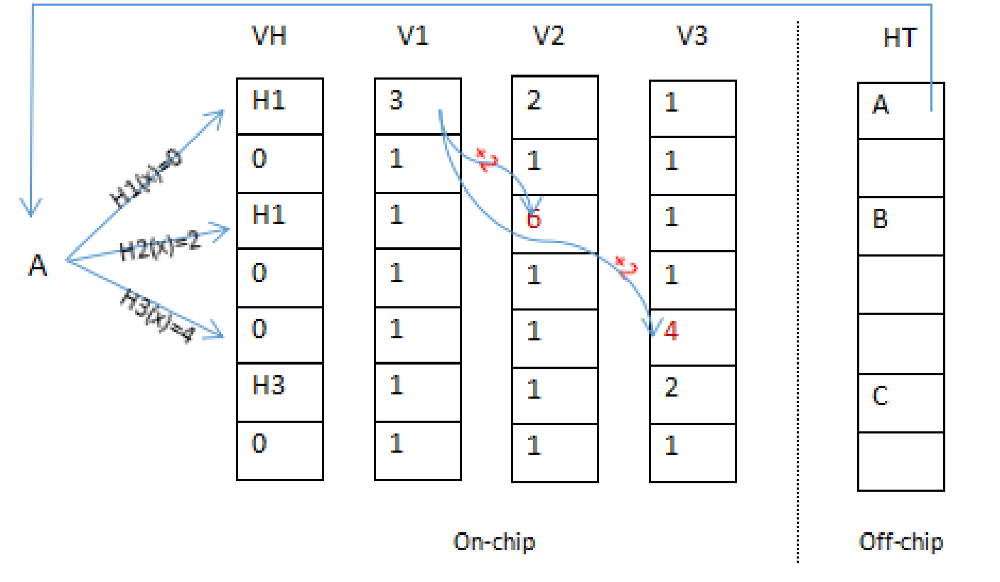 VH V1 V2 V3 HT
H1 3 2 1 A
0 1 1 1
H1 1 6 1 B
0 1 1 1
0 1 1 4
H3 1 1 2 C
0 1 1 1
H1(x)=0
H2(x)=2
A
H3(x)=4
*2
*2
On-chip Off-chip